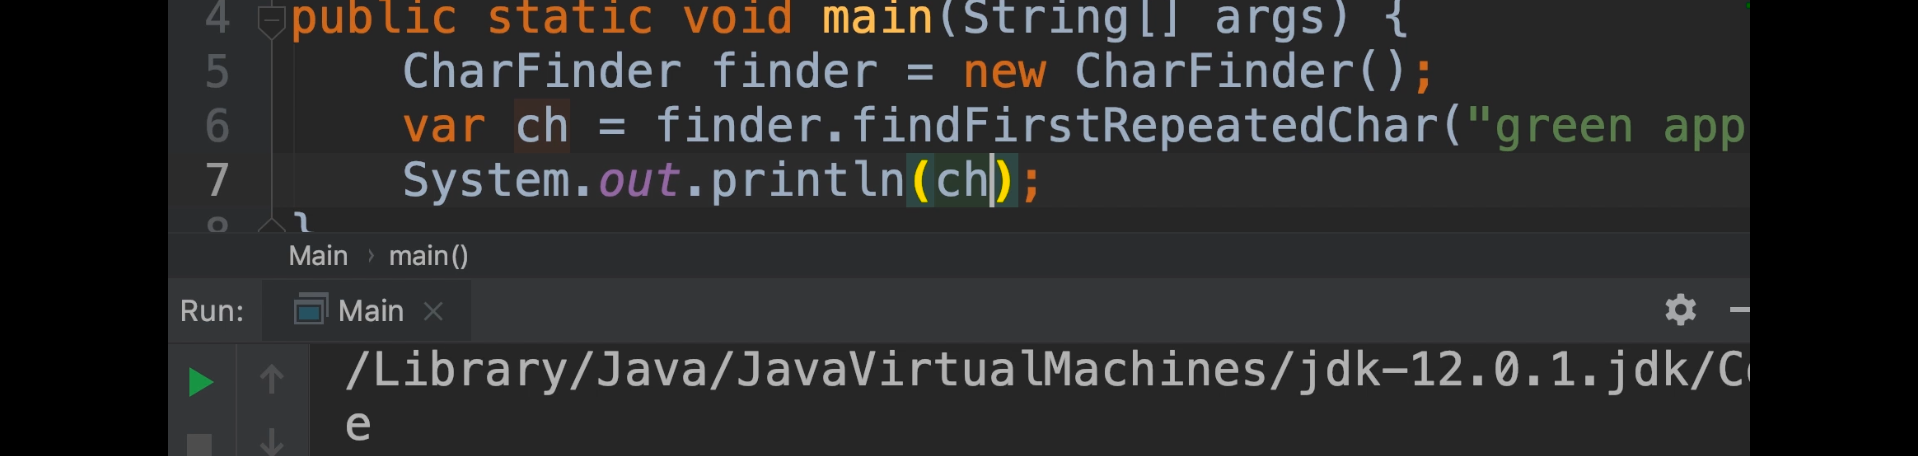 4 public static void main(String[] args) {
5 CharFinder finder = new CharFinder();
6 var ch = finder.findFirstRepeatedChar("green app
7 System.out.println(ch);
8 }
Main › main()
Run: Main ×
/Library/Java/JavaVirtualMachines/jdk-12.0.1.jdk/C
e